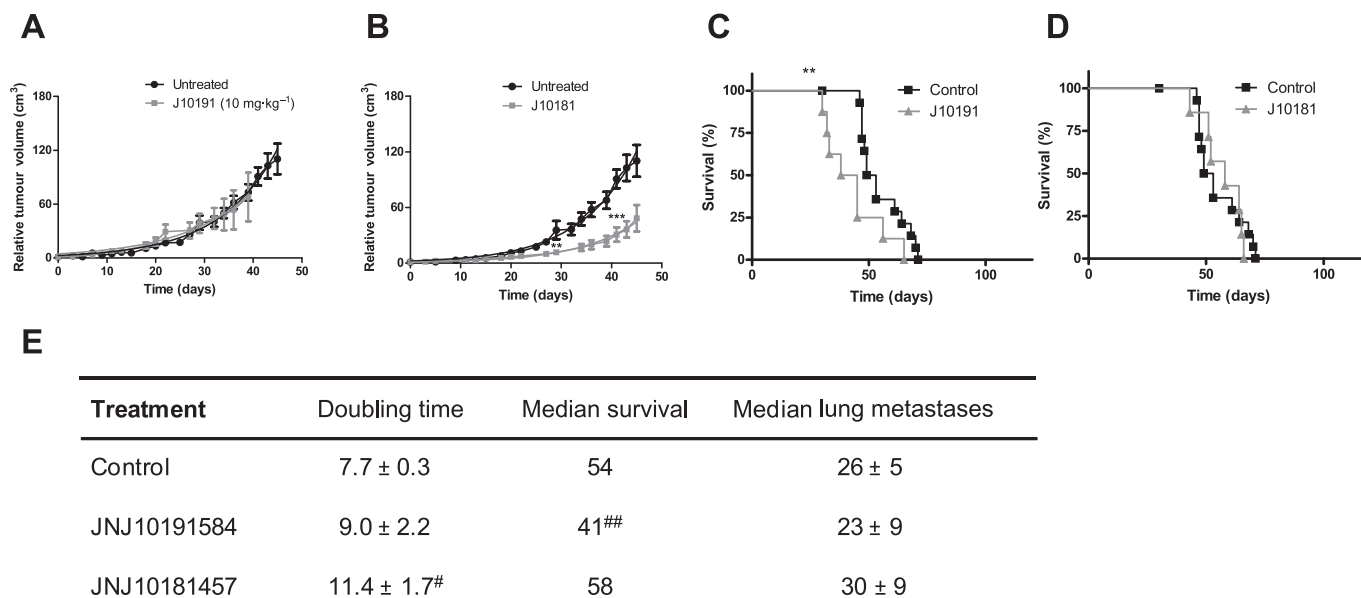 A
Untreated
J10191 (10 mg·kg⁻¹)
Relative tumour volume (cm³)
180
120
60
0
0 10 20 30 40 50
Time (days)
B
Untreated
J10181
Relative tumour volume (cm³)
180
120
60
0
** ***
0 10 20 30 40 50
Time (days)
C
**
Control
J10191
Survival (%)
100
75
50
25
0
0 50 100
Time (days)
D
Control
J10181
Survival (%)
100
75
50
25
0
0 50 100
Time (days)
E
Treatment Doubling time Median survival Median lung metastases
Control 7.7 ± 0.3 54 26 ± 5
JNJ10191584 9.0 ± 2.2 41## 23 ± 9
JNJ10181457 11.4 ± 1.7# 58 30 ± 9